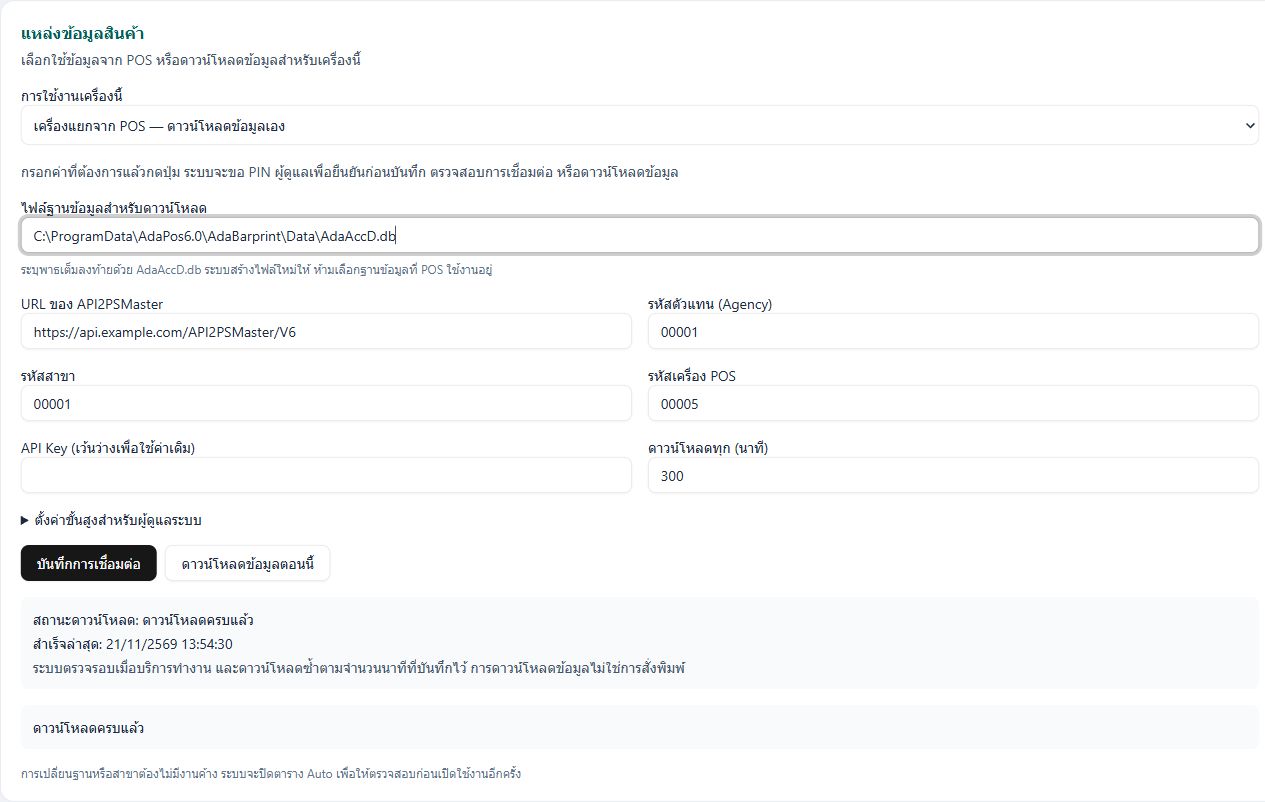 แหล่งข้อมูลสินค้า
เลือกใช้ข้อมูลจาก POS หรือดาวน์โหลดข้อมูลสำหรับเครื่องนี้
การใช้งานเครื่องนี้
เครื่องแยกจาก POS — ดาวน์โหลดข้อมูลเอง
กรอกค่าที่ต้องการแล้วกดปุ่ม ระบบจะขอ PIN ผู้ดูแลเพื่อยืนยันก่อนบันทึก ตรวจสอบการเชื่อมต่อ หรือดาวน์โหลดข้อมูล
ไฟล์ฐานข้อมูลสำหรับดาวน์โหลด
C:\ProgramData\AdaPos6.0\AdaBarprint\Data\AdaAccD.db
ระบุพาธเต็มลงท้ายด้วย AdaAccD.db ระบบสร้างไฟล์ใหม่ให้ ห้ามเลือกฐานข้อมูลที่ POS ใช้งานอยู่
URL ของ API2PSMaster
รหัสตัวแทน (Agency)
https://api.example.com/API2PSMaster/V6
00001
รหัสสาขา
รหัสเครื่อง POS
00001
00005
API Key (เว้นว่างเพื่อใช้ค่าเดิม)
ดาวน์โหลดทุก (นาที)
300
ตั้งค่าขั้นสูงสำหรับผู้ดูแลระบบ
บันทึกการเชื่อมต่อ
ดาวน์โหลดข้อมูลตอนนี้
สถานะดาวน์โหลด: ดาวน์โหลดครบแล้ว
สำเร็จล่าสุด: 21/11/2569 13:54:30
ระบบตรวจรอบเมื่อบริการทำงาน และดาวน์โหลดซ้ำตามจำนวนนาทีที่บันทึกไว้ การดาวน์โหลดข้อมูลไม่ใช่การสั่งพิมพ์
ดาวน์โหลดครบแล้ว
การเปลี่ยนฐานหรือสาขาต้องไม่มีงานค้าง ระบบจะปิดตาราง Auto เพื่อให้ตรวจสอบก่อนเปิดใช้งานอีกครั้ง